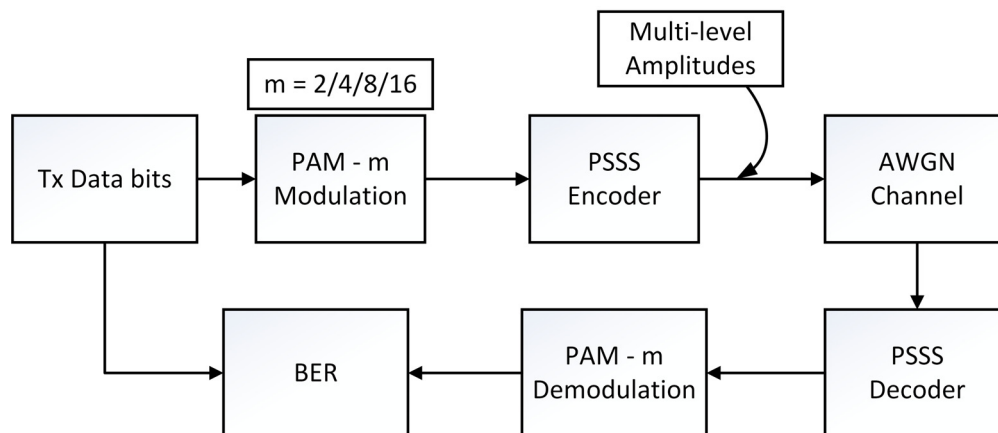 Multi-level
Amplitudes
m = 2/4/8/16
Tx Data bits
PAM - m
Modulation
PSSS
Encoder
AWGN
Channel
BER
PAM - m
Demodulation
PSSS
Decoder